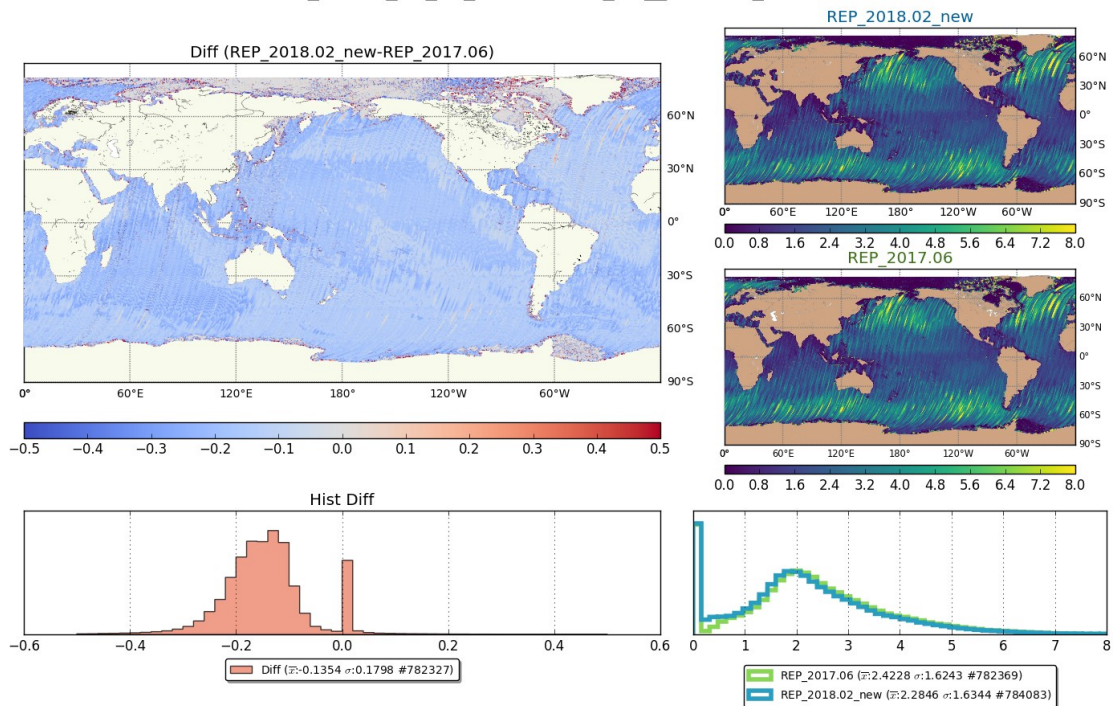 REP_2018.02_new
Diff (REP_2018.02_new-REP_2017.06)
60°N
30°N
0°
30°S
60°S
90°S
0° 60°E 120°E 180° 120°W 60°W
0.0 0.8 1.6 2.4 3.2 4.0 4.8 5.6 6.4 7.2 8.0
REP_2017.06
60°N
30°N
0°
30°S
60°S
90°S
0° 60°E 120°E 180° 120°W 60°W
0.0 0.8 1.6 2.4 3.2 4.0 4.8 5.6 6.4 7.2 8.0
60°N
30°N
0°
30°S
60°S
90°S
0° 60°E 120°E 180° 120°W 60°W
−0.5 −0.4 −0.3 −0.2 −0.1 0.0 0.1 0.2 0.3 0.4 0.5
Hist Diff
−0.6 −0.4 −0.2 0.0 0.2 0.4 0.6
Diff (x̅:-0.1354 σ:0.1798 #782327)
0 1 2 3 4 5 6 7 8
REP_2017.06 (x̅:2.4228 σ:1.6243 #782369)
REP_2018.02_new (x̅:2.2846 σ:1.6344 #784083)